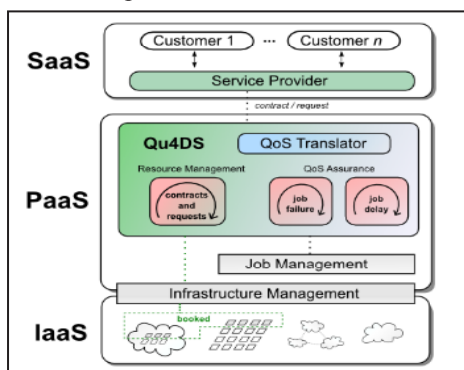 SaaS
Customer 1 ... Customer n
Service Provider
contract / request
PaaS
Qu4DS
QoS Translator
Resource Management
QoS Assurance
contracts
and
requests
job
failure
job
delay
Job Management
Infrastructure Management
IaaS
booked